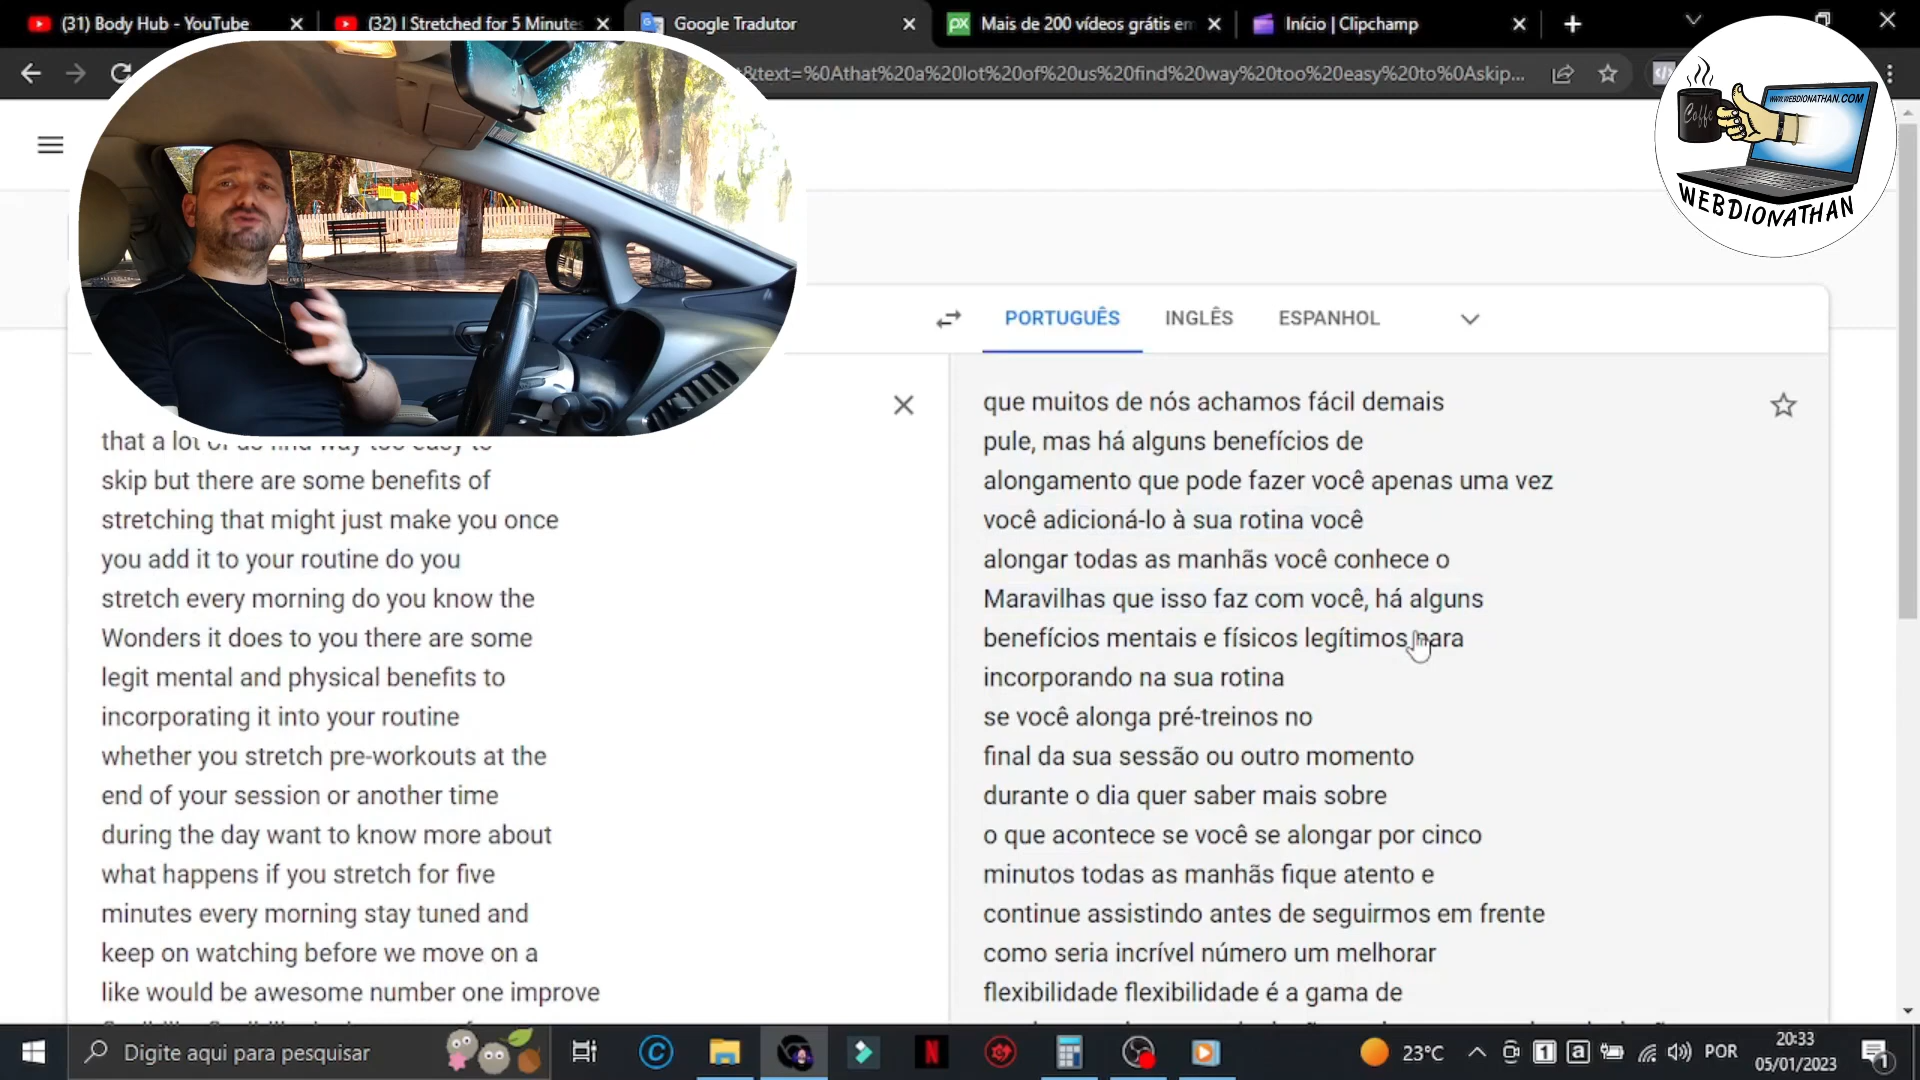 (31) Body Hub - YouTube
(32) I Stretched for 5 Minutes
Google Tradutor
Mais de 200 vídeos grátis em
Início | Clipchamp
&text=%0Athat%20a%20lot%20of%20us%20find%20way%20too%20easy%20to%0Askip...
Coffe
WWW.WEBDIONATHAN.COM
WEBDIONATHAN
PORTUGUÊS INGLÊS ESPANHOL
that a lot of us find way too easy to
skip but there are some benefits of
stretching that might just make you once
you add it to your routine do you
stretch every morning do you know the
Wonders it does to you there are some
legit mental and physical benefits to
incorporating it into your routine
whether you stretch pre-workouts at the
end of your session or another time
during the day want to know more about
what happens if you stretch for five
minutes every morning stay tuned and
keep on watching before we move on a
like would be awesome number one improve
que muitos de nós achamos fácil demais
pule, mas há alguns benefícios de
alongamento que pode fazer você apenas uma vez
você adicioná-lo à sua rotina você
alongar todas as manhãs você conhece o
Maravilhas que isso faz com você, há alguns
benefícios mentais e físicos legítimos para
incorporando na sua rotina
se você alonga pré-treinos no
final da sua sessão ou outro momento
durante o dia quer saber mais sobre
o que acontece se você se alongar por cinco
minutos todas as manhãs fique atento e
continue assistindo antes de seguirmos em frente
como seria incrível número um melhorar
flexibilidade flexibilidade é a gama de
Digite aqui para pesquisar
23°C
POR
20:33
05/01/2023